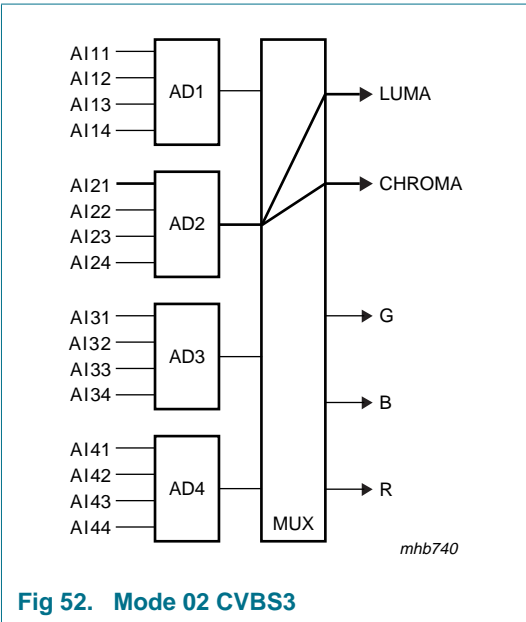 AI11
AI12
AI13
AI14
AD1
LUMA
AI21
AI22
AI23
AI24
AD2
CHROMA
AI31
AI32
AI33
AI34
AD3
G
B
AI41
AI42
AI43
AI44
AD4
R
MUX
mhb740
Fig 52. Mode 02 CVBS3